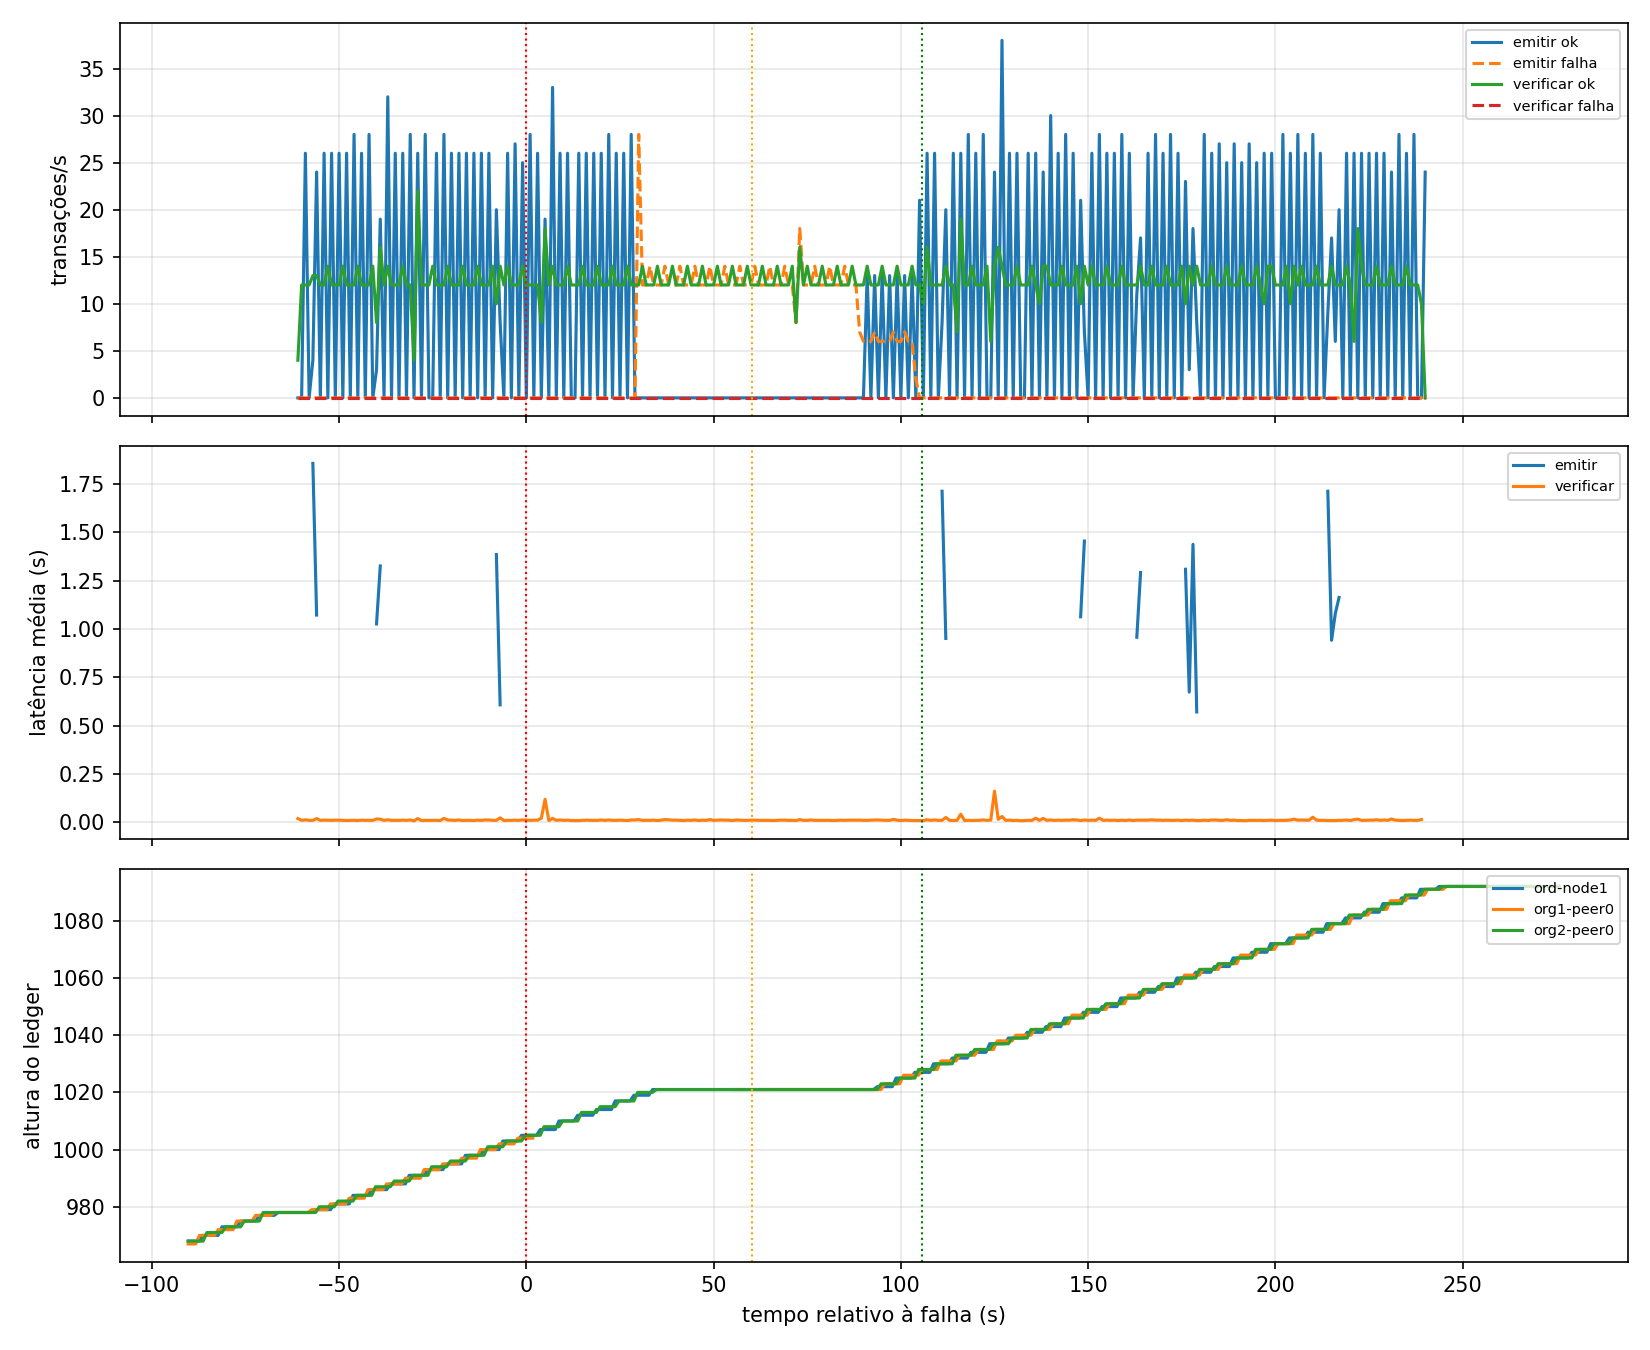 transações/s
35
30
25
20
15
10
5
0
emitir ok
emitir falha
verificar ok
verificar falha
latência média (s)
1.75
1.50
1.25
1.00
0.75
0.50
0.25
0.00
emitir
verificar
altura do ledger
1080
1060
1040
1020
1000
980
ord-node1
org1-peer0
org2-peer0
−100 −50 0 50 100 150 200 250
tempo relativo à falha (s)